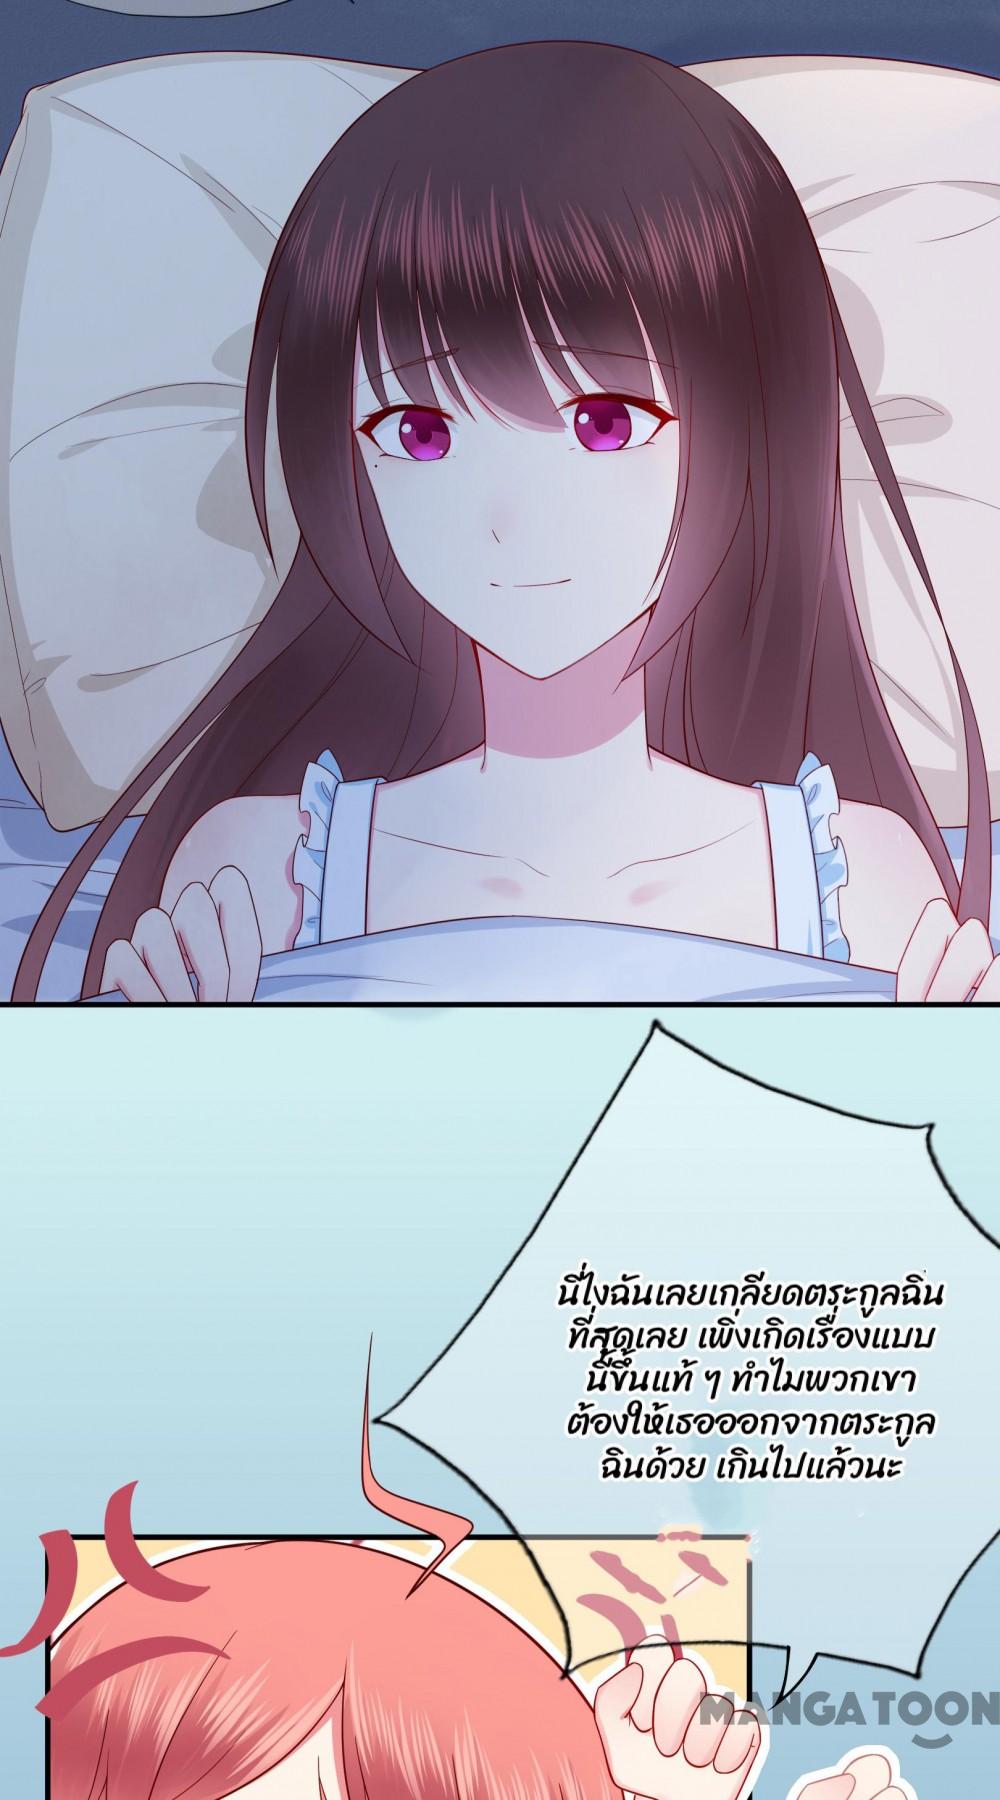 นี่ไงฉันเลยเกลียดตระกูลฉิน
ที่สุดเลย เพิ่งเกิดเรื่องแบบ
นี้ขึ้นแท้ ๆ ทำไมพวกเขา
ต้องให้เธอออกจากตระกูล
ฉินด้วย เกินไปแล้วนะ
MANGATOON